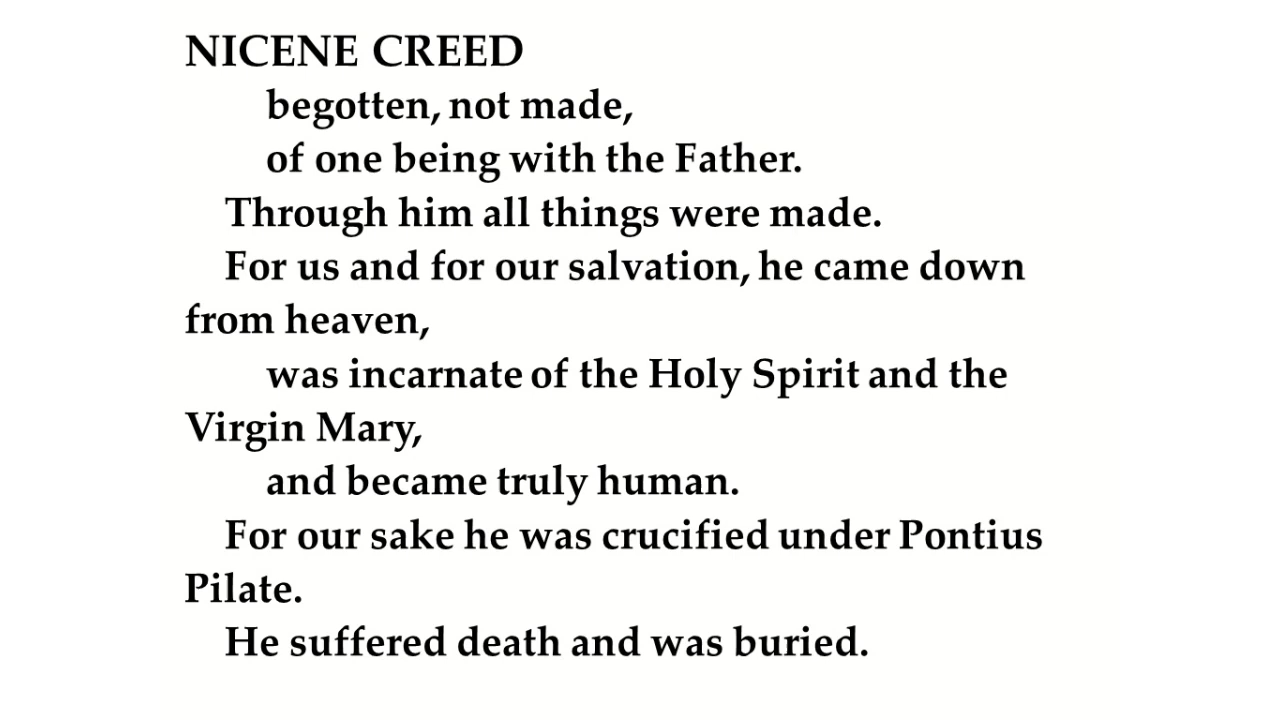 NICENE CREED
begotten, not made,
of one being with the Father.
Through him all things were made.
For us and for our salvation, he came down
from heaven,
was incarnate of the Holy Spirit and the
Virgin Mary,
and became truly human.
For our sake he was crucified under Pontius
Pilate.
He suffered death and was buried.